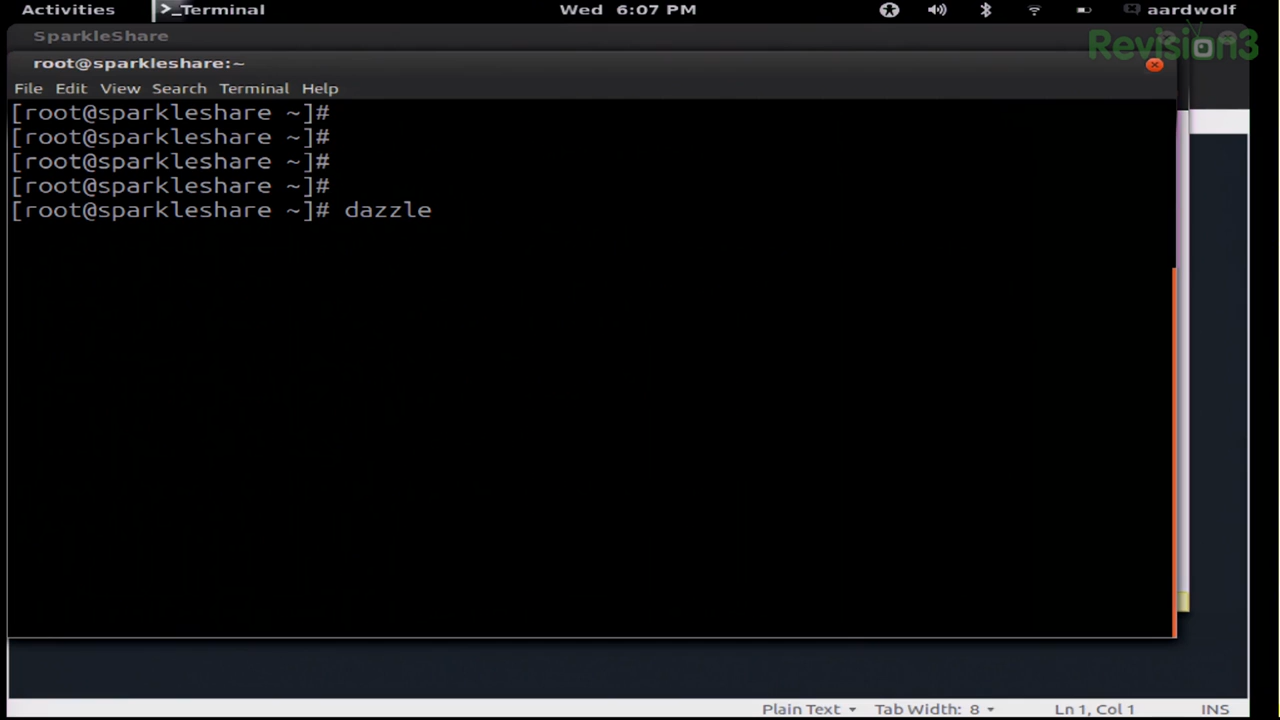 Activities >_Terminal Wed 6:07 PM aardwolf
SparkleShare
Revision3
root@sparkleshare:~
File Edit View Search Terminal Help
[root@sparkleshare ~]#
[root@sparkleshare ~]#
[root@sparkleshare ~]#
[root@sparkleshare ~]#
[root@sparkleshare ~]# dazzle
Plain Text Tab Width: 8 Ln 1, Col 1 INS